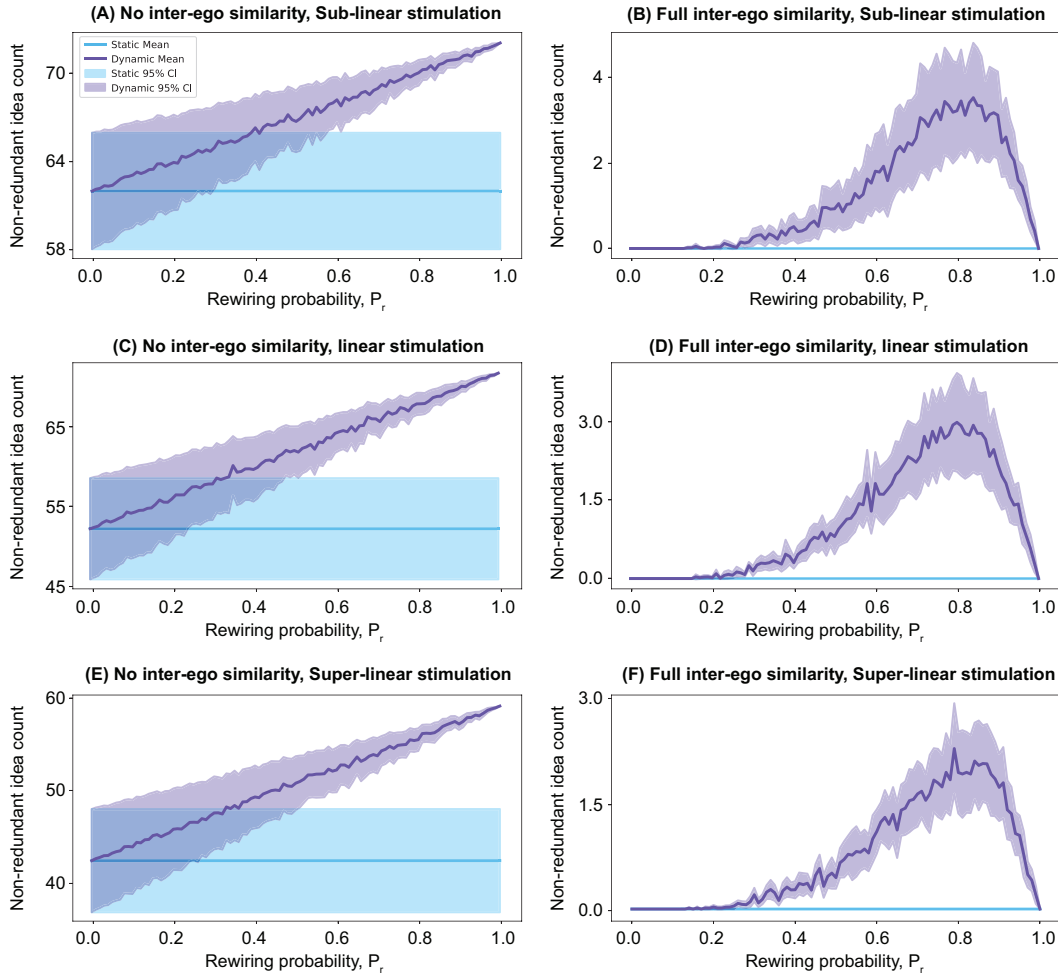 (A) No inter-ego similarity, Sub-linear stimulation
Non-redundant idea count
70
64
58
Static Mean
Dynamic Mean
Static 95% CI
Dynamic 95% CI
0.0 0.2 0.4 0.6 0.8 1.0
Rewiring probability, P_r
(B) Full inter-ego similarity, Sub-linear stimulation
Non-redundant idea count
4
2
0
0.0 0.2 0.4 0.6 0.8 1.0
Rewiring probability, P_r
(C) No inter-ego similarity, linear stimulation
Non-redundant idea count
65
55
45
0.0 0.2 0.4 0.6 0.8 1.0
Rewiring probability, P_r
(D) Full inter-ego similarity, linear stimulation
Non-redundant idea count
3.0
1.5
0.0
0.0 0.2 0.4 0.6 0.8 1.0
Rewiring probability, P_r
(E) No inter-ego similarity, Super-linear stimulation
Non-redundant idea count
60
50
40
0.0 0.2 0.4 0.6 0.8 1.0
Rewiring probability, P_r
(F) Full inter-ego similarity, Super-linear stimulation
Non-redundant idea count
3.0
1.5
0.0
0.0 0.2 0.4 0.6 0.8 1.0
Rewiring probability, P_r